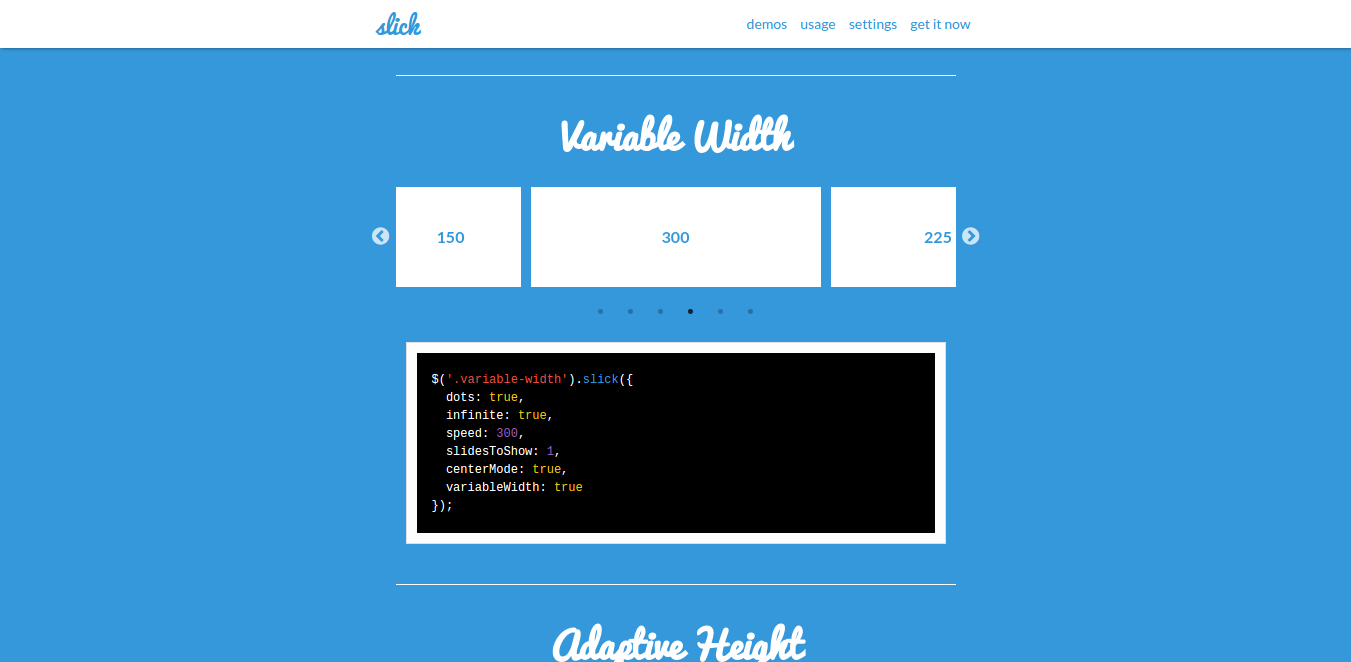 slick
demos usage settings get it now
Variable Width
150 300 225
$('.variable-width').slick({
  dots: true,
  infinite: true,
  speed: 300,
  slidesToShow: 1,
  centerMode: true,
  variableWidth: true
});
Adaptive Height